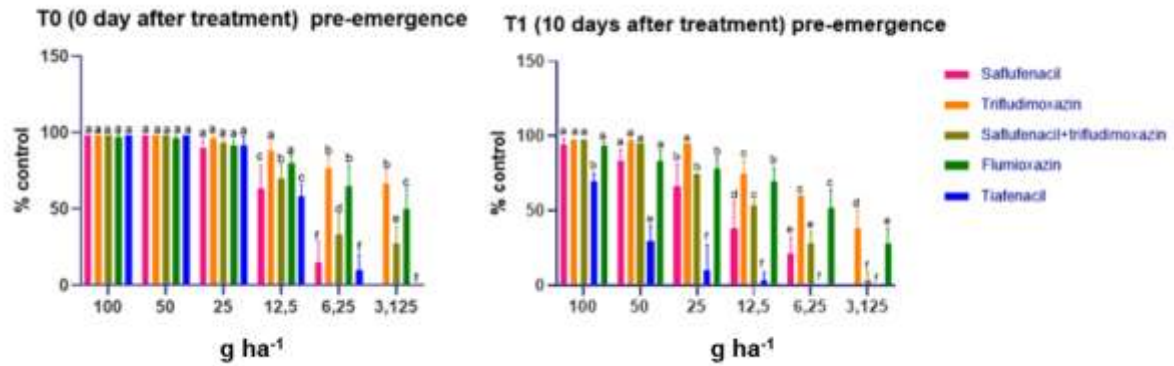 T0 (0 day after treatment) pre-emergence
150
100
50
0
% control
a a a a a
a a a a a
a a a a a
c a b a c
f b d b f
b e c f
100 50 25 12,5 6,25 3,125
g ha-1
T1 (10 days after treatment) pre-emergence
150
100
50
0
% control
a a a b a
a a a e a
b a b f b
d b c f b
e c e f c
d f f e
100 50 25 12,5 6,25 3,125
g ha-1
Saflufenacil
Trifludimoxazin
Saflufenacil+trifludimoxazin
Flumioxazin
Tiafenacil